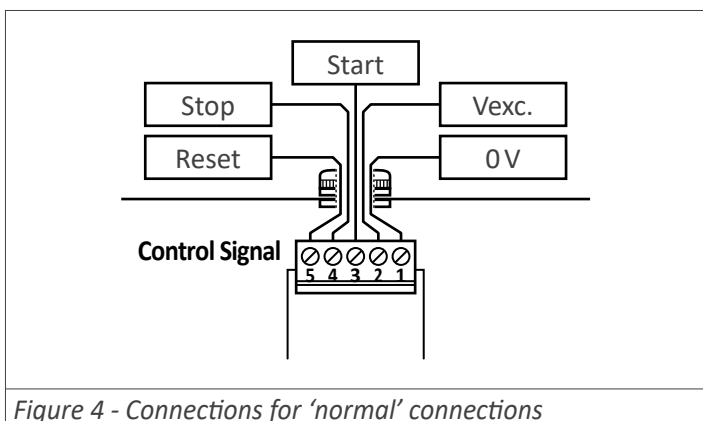 Start
Stop
Vexc.
Reset
0 V
Control Signal
5 4 3 2 1
Figure 4 - Connections for ‘normal’ connections